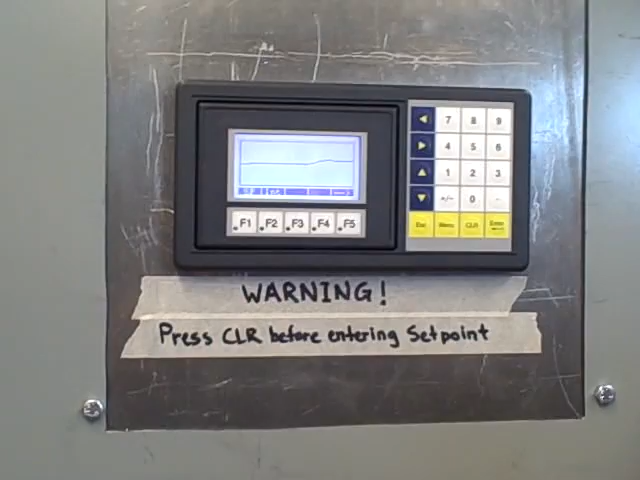 7 8 9
4 5 6
1 2 3
+/- 0 .
Esc Menu CLR Enter
F1 F2 F3 F4 F5
WARNING!
Press CLR before entering Setpoint